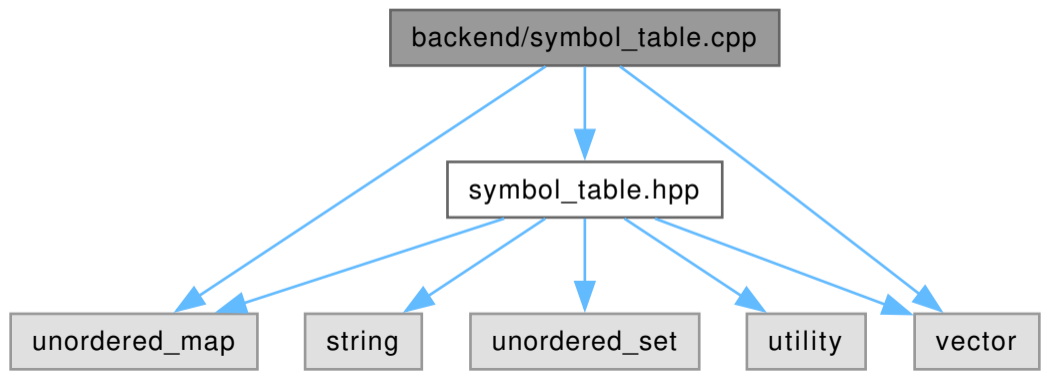 backend/symbol_table.cpp
symbol_table.hpp
unordered_map
string
unordered_set
utility
vector